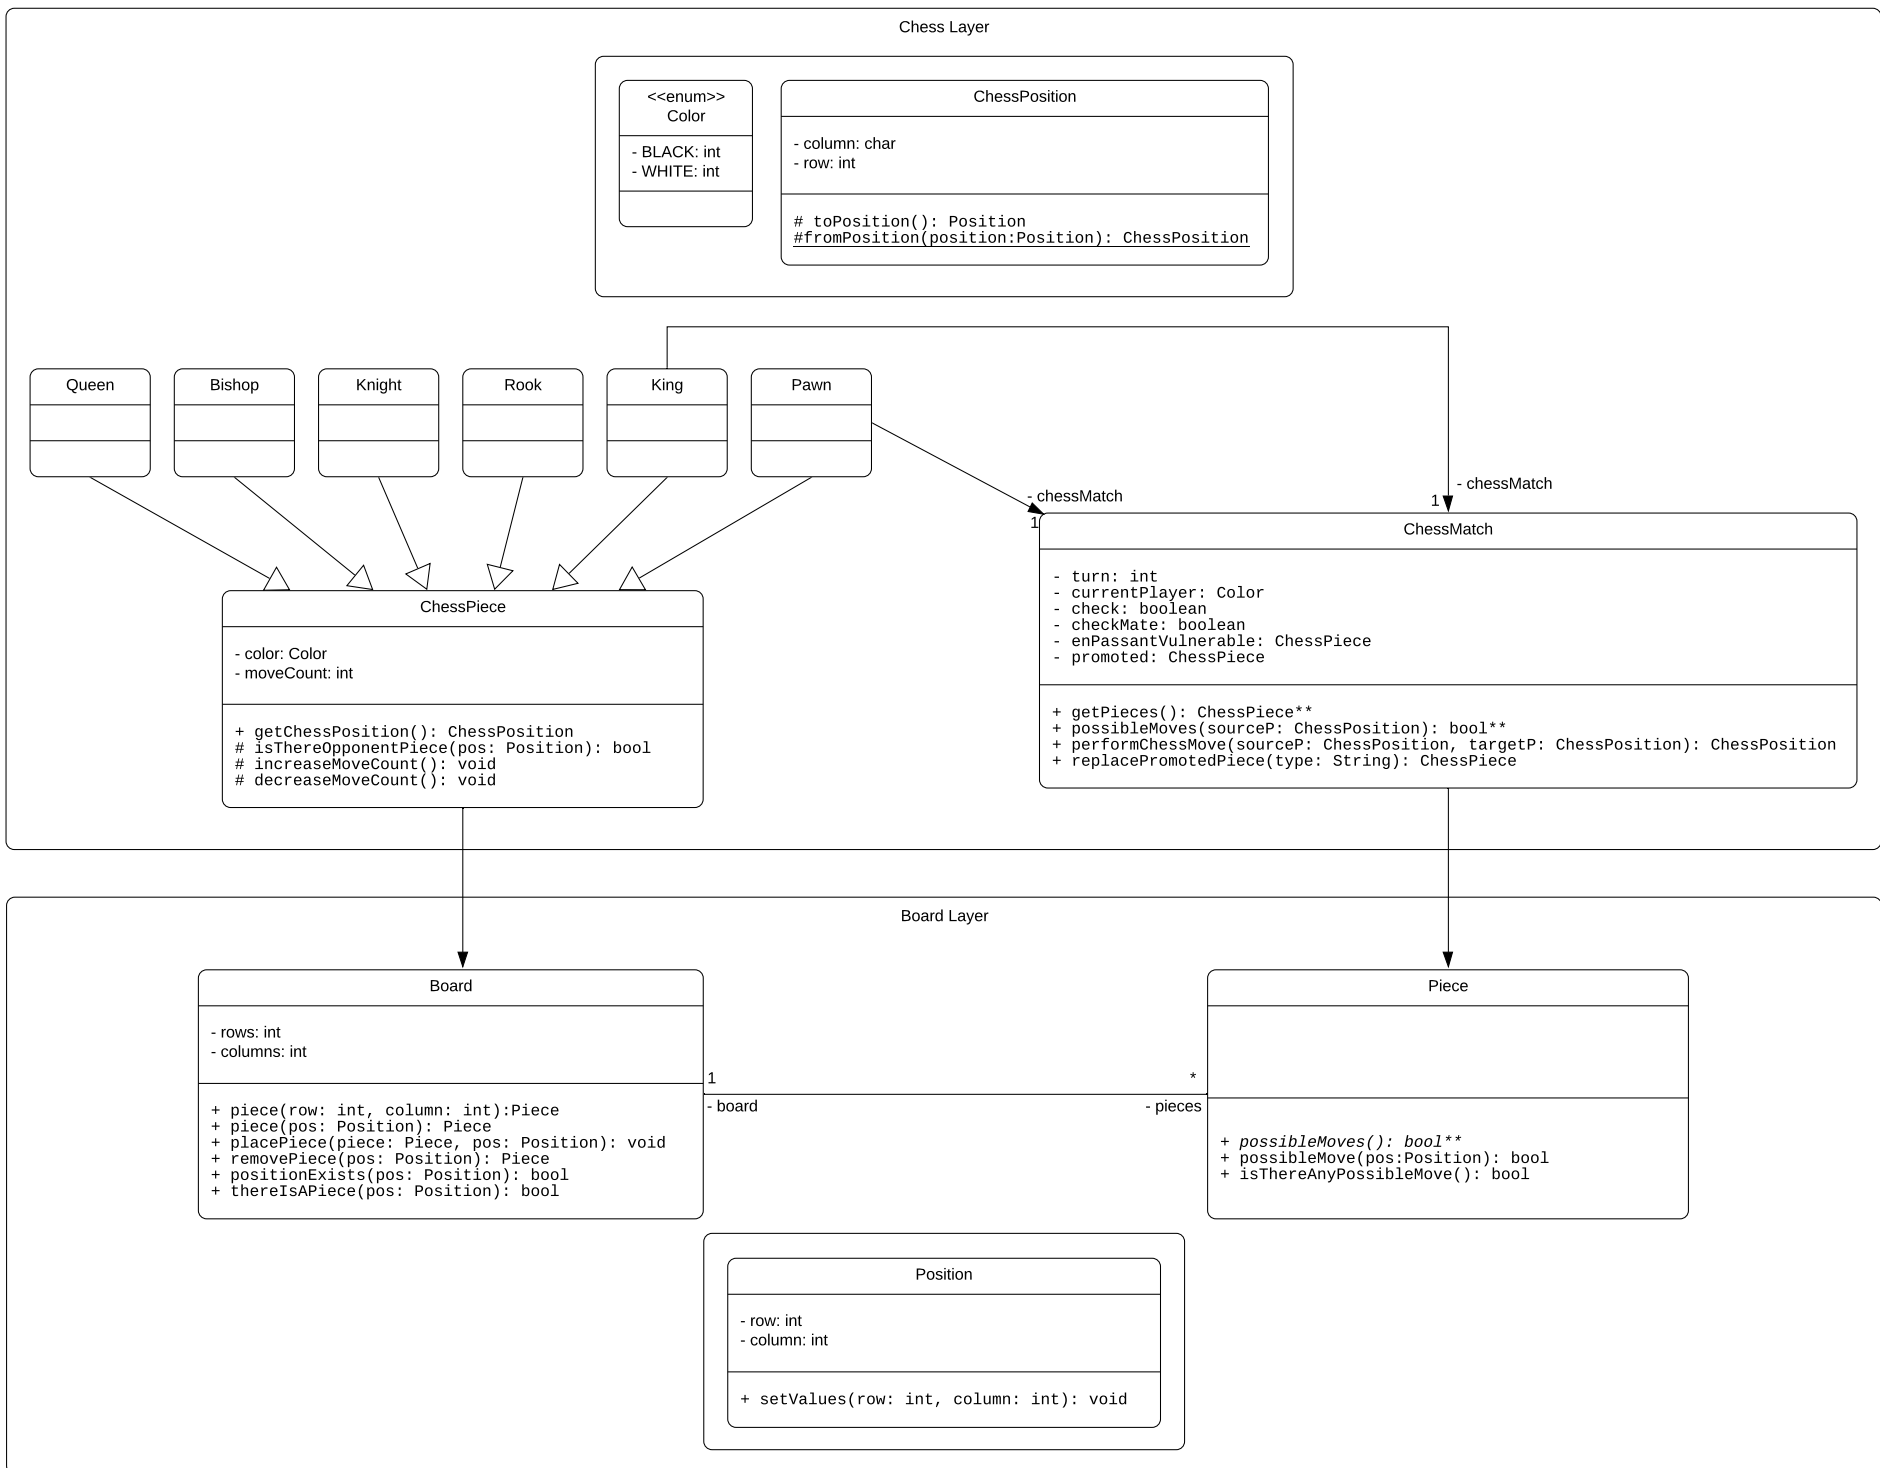 Chess Layer
<<enum>>
Color
- BLACK: int
- WHITE: int
ChessPosition
- column: char
- row: int
# toPosition(): Position
#fromPosition(position:Position): ChessPosition
Queen
Bishop
Knight
Rook
King
Pawn
- chessMatch
1
- chessMatch
1
ChessPiece
- color: Color
- moveCount: int
+ getChessPosition(): ChessPosition
# isThereOpponentPiece(pos: Position): bool
# increaseMoveCount(): void
# decreaseMoveCount(): void
ChessMatch
- turn: int
- currentPlayer: Color
- check: boolean
- checkMate: boolean
- enPassantVulnerable: ChessPiece
- promoted: ChessPiece
+ getPieces(): ChessPiece**
+ possibleMoves(sourceP: ChessPosition): bool**
+ performChessMove(sourceP: ChessPosition, targetP: ChessPosition): ChessPosition
+ replacePromotedPiece(type: String): ChessPiece
Board Layer
Board
- rows: int
- columns: int
+ piece(row: int, column: int):Piece
+ piece(pos: Position): Piece
+ placePiece(piece: Piece, pos: Position): void
+ removePiece(pos: Position): Piece
+ positionExists(pos: Position): bool
+ thereIsAPiece(pos: Position): bool
1
- board
*
- pieces
Piece
+ possibleMoves(): bool**
+ possibleMove(pos:Position): bool
+ isThereAnyPossibleMove(): bool
Position
- row: int
- column: int
+ setValues(row: int, column: int): void